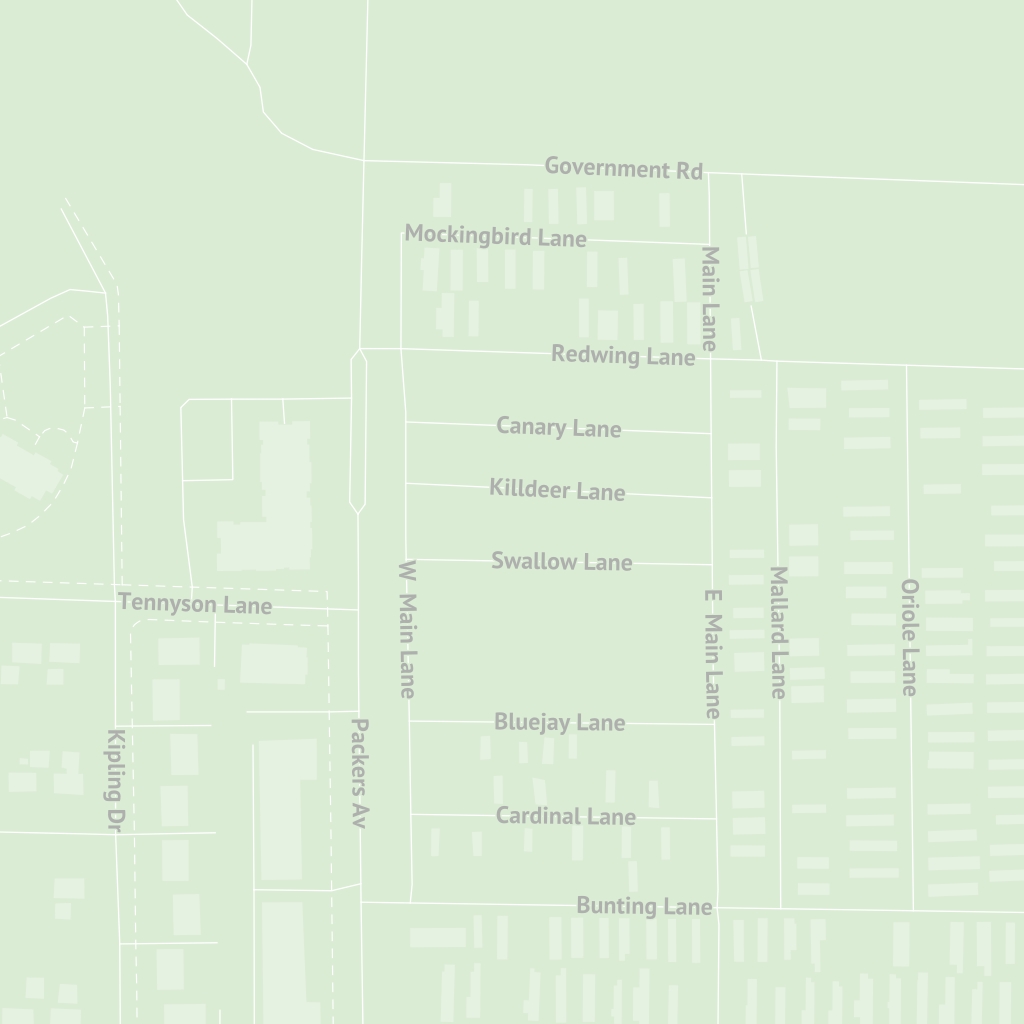 Government Rd
Mockingbird Lane
Main Lane
Redwing Lane
Canary Lane
Killdeer Lane
Swallow Lane
W Main Lane
Mallard Lane
Oriole Lane
E Main Lane
Tennyson Lane
Bluejay Lane
Packers Av
Kipling Dr
Cardinal Lane
Bunting Lane